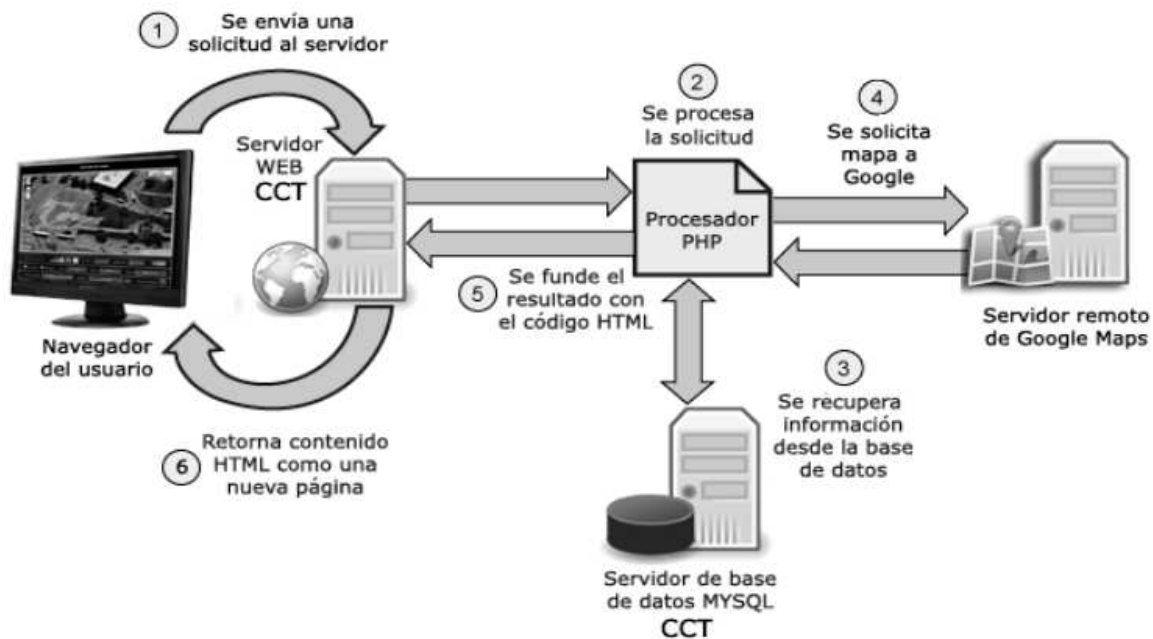 1
Se envía una
solicitud al servidor
Servidor
WEB
CCT
Navegador
del usuario
2
Se procesa
la solicitud
Procesador
PHP
4
Se solicita
mapa a
Google
Servidor remoto
de Google Maps
3
Se recupera
información
desde la base
de datos
Servidor de base
de datos MYSQL
CCT
5
Se funde el
resultado con
el código HTML
6
Retorna contenido
HTML como una
nueva página